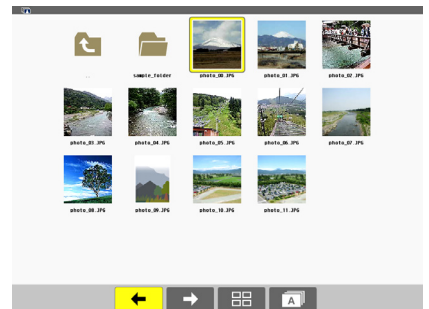 ..
sample_folder
photo_00.JPG
photo_01.JPG
photo_02.JPG
photo_03.JPG
photo_04.JPG
photo_05.JPG
photo_06.JPG
photo_07.JPG
photo_08.JPG
photo_09.JPG
photo_10.JPG
photo_11.JPG
A